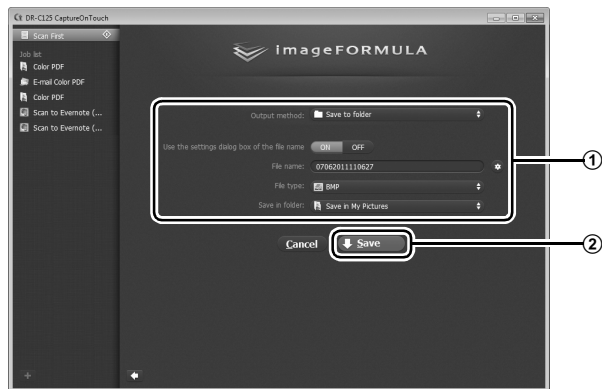 DR-C125 CaptureOnTouch
Scan First
Job list
Color PDF
E-mail Color PDF
Color PDF
Scan to Evernote (...
Scan to Evernote (...
imageFORMULA
Output method: Save to folder
Use the settings dialog box of the file name ON OFF
File name: 07062011110627
File type: BMP
Save in folder: Save in My Pictures
Cancel Save
1
2